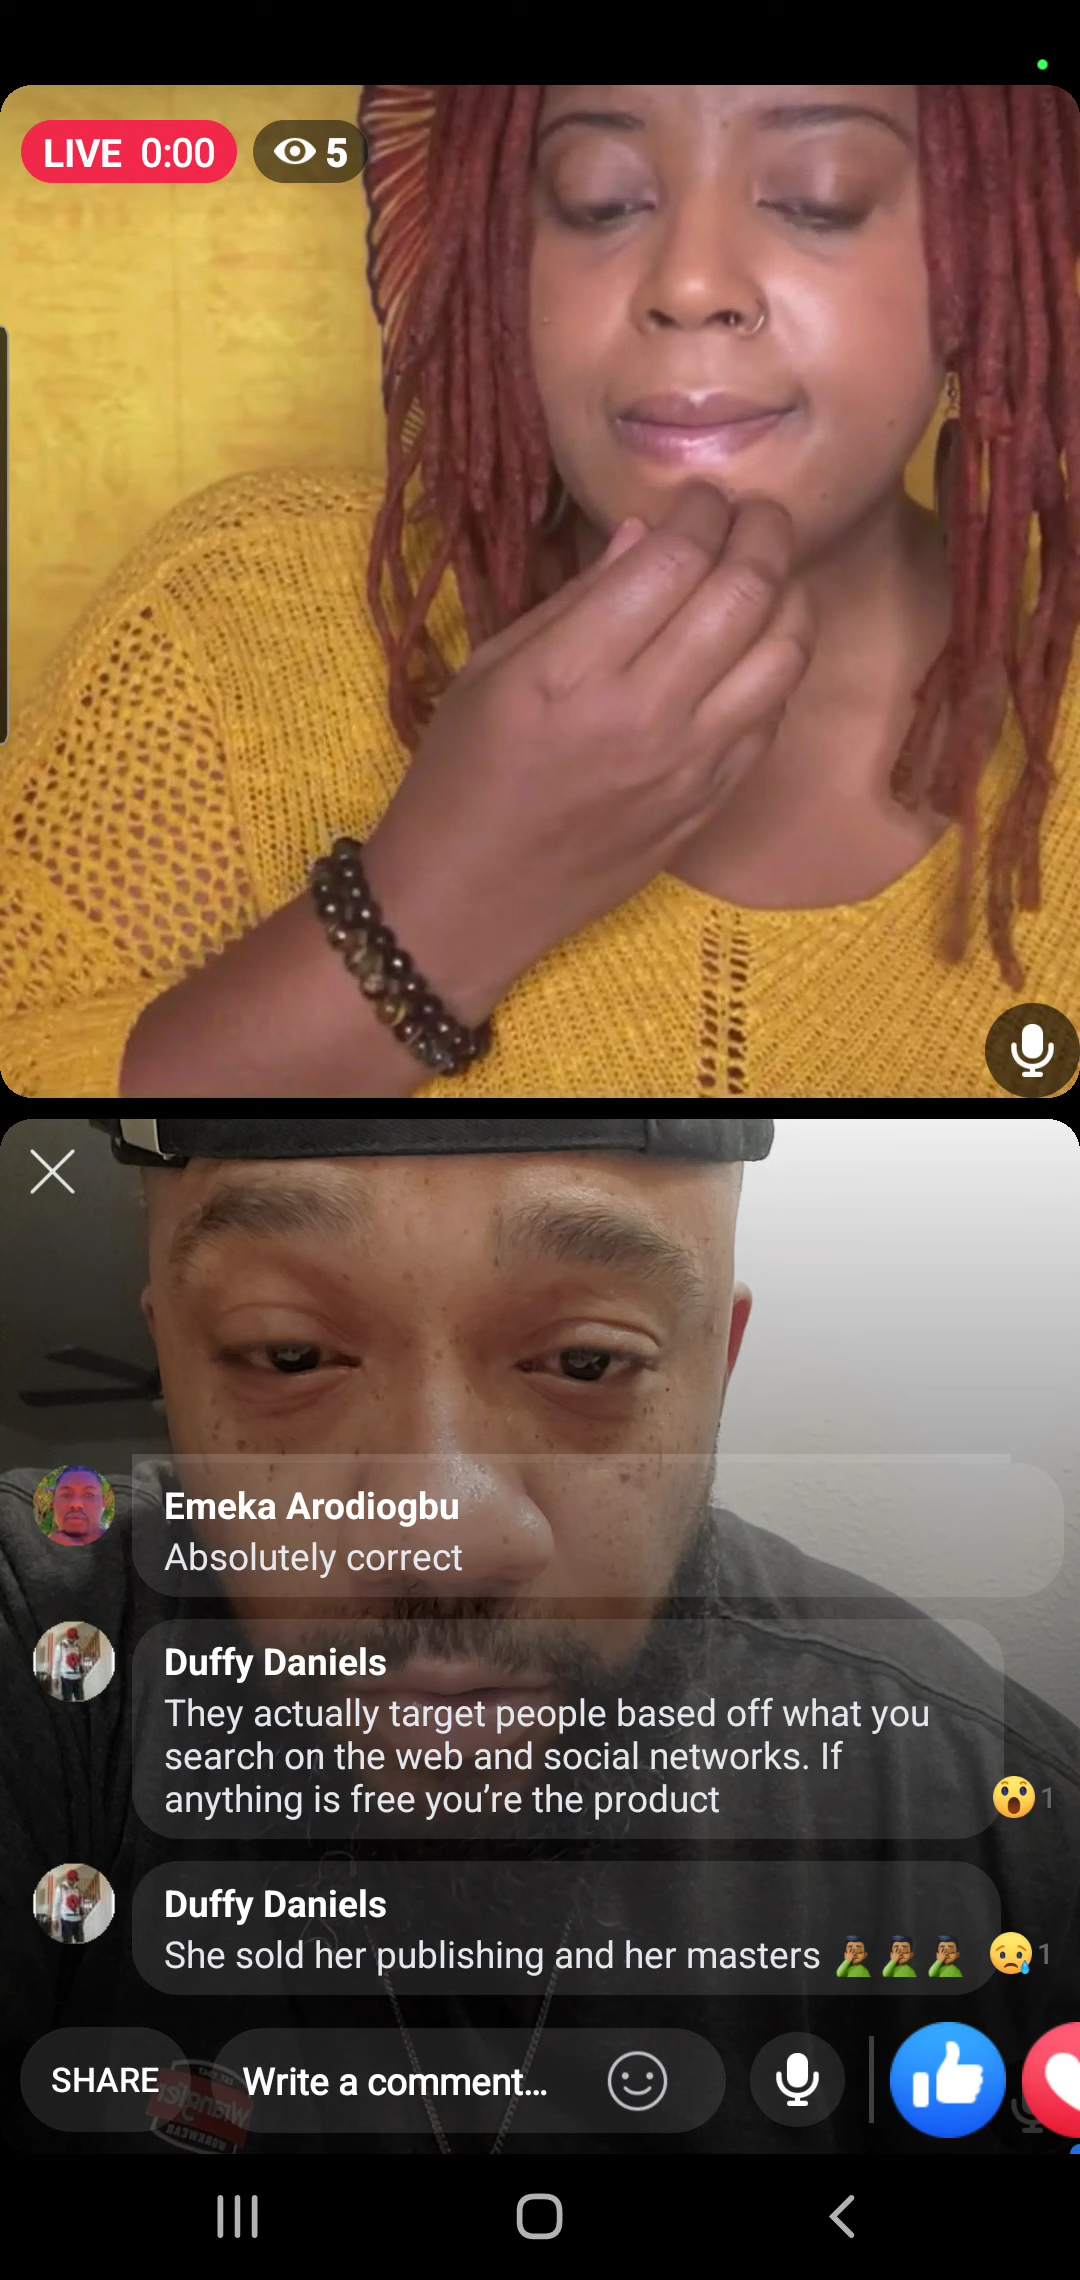 LIVE 0:00
5
Emeka Arodiogbu
Absolutely correct
Duffy Daniels
They actually target people based off what you
search on the web and social networks. If
anything is free you’re the product
1
Duffy Daniels
She sold her publishing and her masters 🤦🏾‍♂️🤦🏾‍♂️🤦🏾‍♂️
1
SHARE
Write a comment...
Wrangler
WORKWEAR